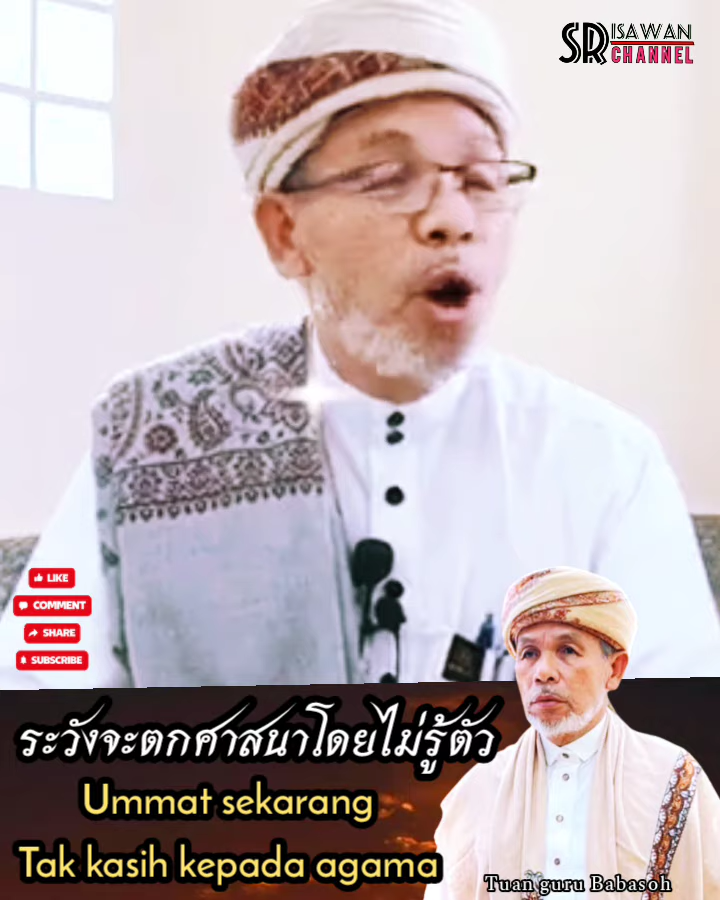 SR ISAWAN
CHANNEL
LIKE
COMMENT
SHARE
SUBSCRIBE
ระวังจะตกศาสนาโดยไม่รู้ตัว
Ummat sekarang
Tak kasih kepada agama
Tuan guru Babasoh